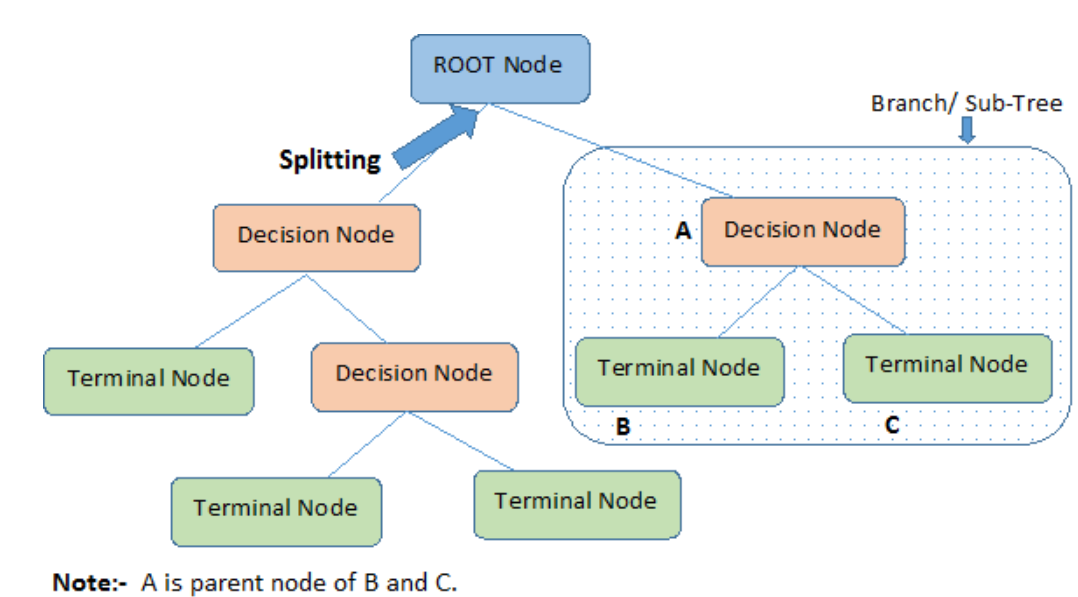 ROOT Node
Branch/ Sub-Tree
Splitting
Decision Node
A
Decision Node
Terminal Node
Decision Node
Terminal Node
Terminal Node
B
C
Terminal Node
Terminal Node
Note:- A is parent node of B and C.